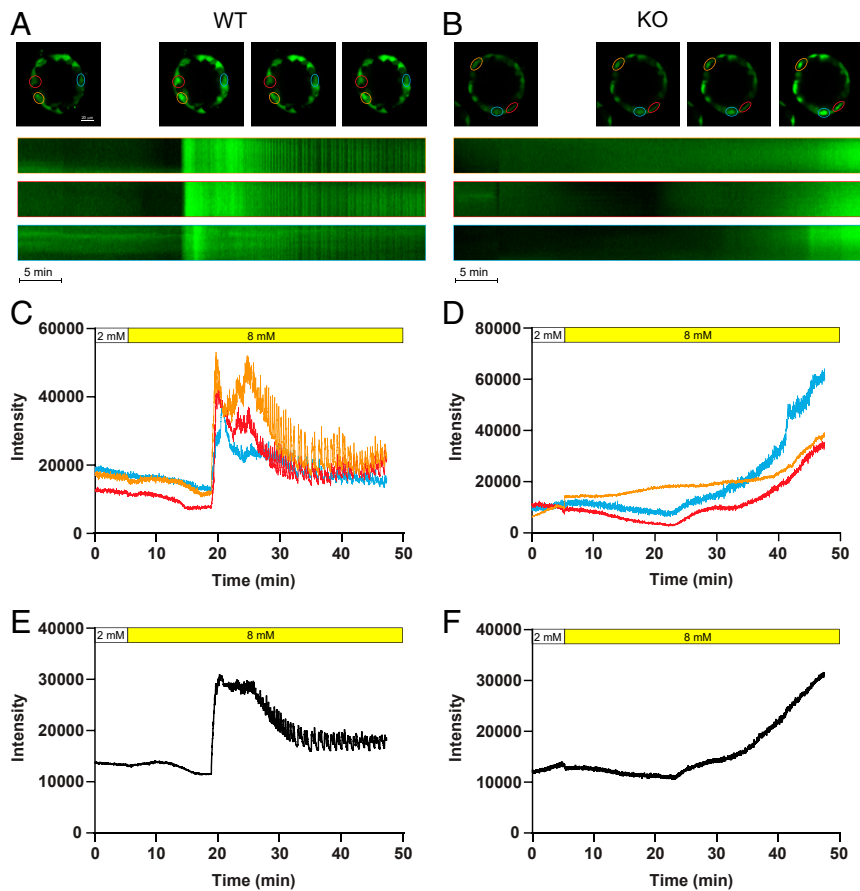 A WT B KO
20 µm
5 min 5 min
C D
60000 80000
2 mM 8 mM 2 mM 8 mM
60000
40000
Intensity Intensity
40000
20000
20000
0 0
0 10 20 30 40 50 0 10 20 30 40 50
Time (min) Time (min)
E F
40000 40000
2 mM 8 mM 2 mM 8 mM
30000 30000
Intensity Intensity
20000 20000
10000 10000
0 0
0 10 20 30 40 50 0 10 20 30 40 50
Time (min) Time (min)